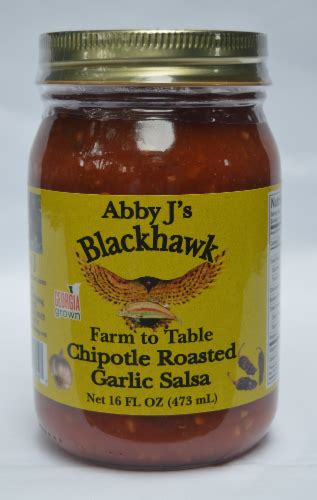 Abby J's
Blackhawk
GEORGIA
grown
Farm to Table
Chipotle Roasted
Garlic Salsa
Net 16 FL OZ (473 mL)